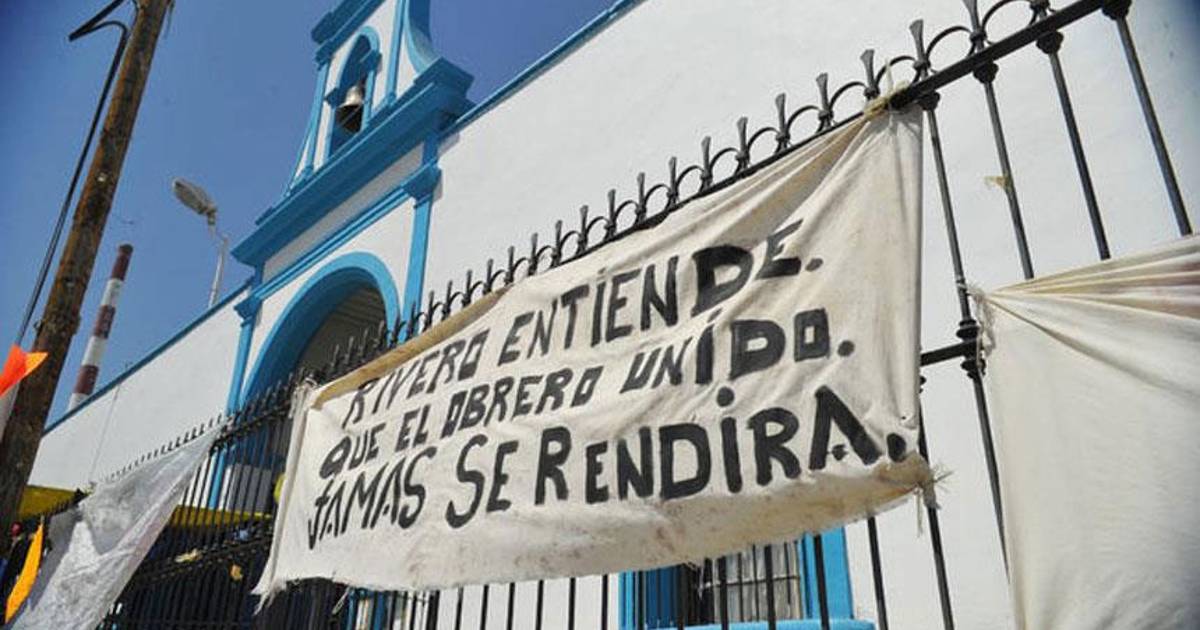 RIVERO ENTIENDE.
QUE EL OBRERO UNIDO.
JAMAS SE RENDIRA.